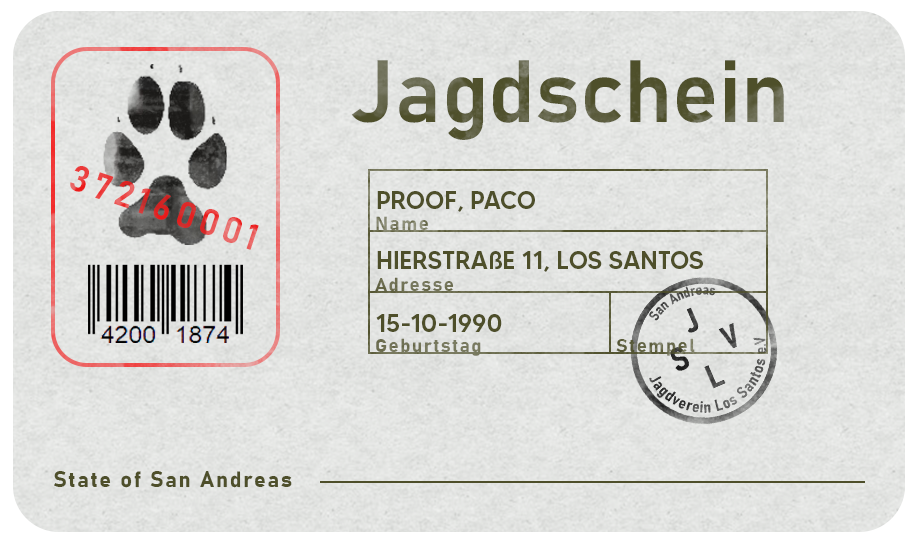 Jagdschein
372160001
4200 1874
PROOF, PACO
Name
HIERSTRAßE 11, LOS SANTOS
Adresse
15-10-1990
Geburtstag
Stempel
San Andreas
J V
S L
Jagdverein Los Santos e.V
State of San Andreas